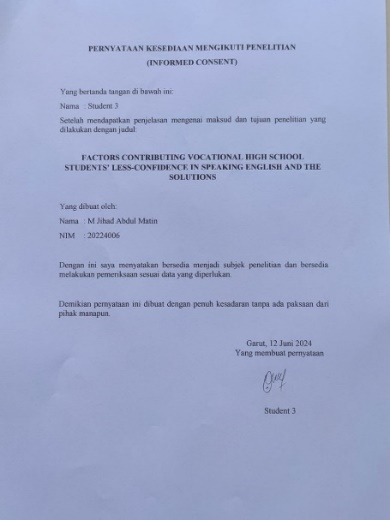 PERNYATAAN KESEDIAAN MENGIKUTI PENELITIAN
(INFORMED CONSENT)
Yang bertanda tangan di bawah ini:
Nama : Student 3
Setelah mendapatkan penjelasan mengenai maksud dan tujuan penelitian yang
dilakukan dengan judul:
FACTORS CONTRIBUTING VOCATIONAL HIGH SCHOOL
STUDENTS' LESS-CONFIDENCE IN SPEAKING ENGLISH AND THE
SOLUTIONS
Yang dibuat oleh:
Nama : M Jihad Abdul Matin
NIM : 20224006
Dengan ini saya menyatakan bersedia menjadi subjek penelitian dan bersedia
melakukan pemeriksaan sesuai data yang diperlukan.
Demikian pernyataan ini dibuat dengan penuh kesadaran tanpa ada paksaan dari
pihak manapun.
Garut, 12 Juni 2024
Yang membuat pernyataan
Student 3